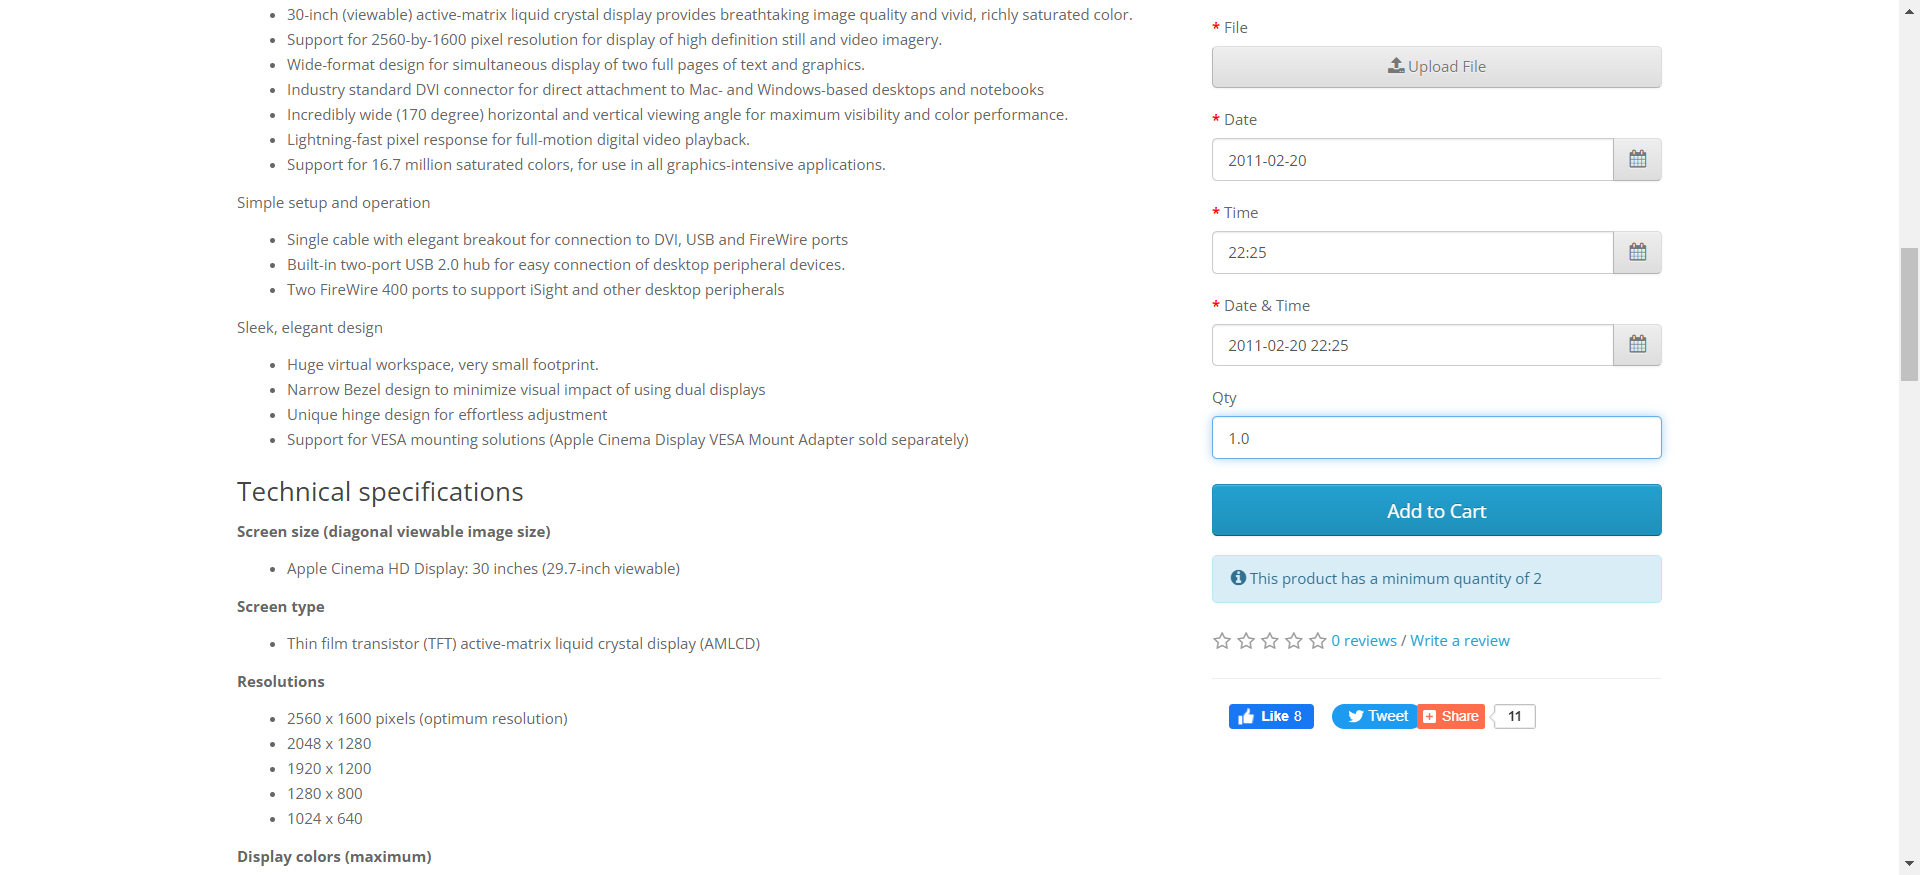 30-inch (viewable) active-matrix liquid crystal display provides breathtaking image quality and vivid, richly saturated color.
Support for 2560-by-1600 pixel resolution for display of high definition still and video imagery.
Wide-format design for simultaneous display of two full pages of text and graphics.
Industry standard DVI connector for direct attachment to Mac- and Windows-based desktops and notebooks
Incredibly wide (170 degree) horizontal and vertical viewing angle for maximum visibility and color performance.
Lightning-fast pixel response for full-motion digital video playback.
Support for 16.7 million saturated colors, for use in all graphics-intensive applications.
Simple setup and operation
Single cable with elegant breakout for connection to DVI, USB and FireWire ports
Built-in two-port USB 2.0 hub for easy connection of desktop peripheral devices.
Two FireWire 400 ports to support iSight and other desktop peripherals
Sleek, elegant design
Huge virtual workspace, very small footprint.
Narrow Bezel design to minimize visual impact of using dual displays
Unique hinge design for effortless adjustment
Support for VESA mounting solutions (Apple Cinema Display VESA Mount Adapter sold separately)
Technical specifications
Screen size (diagonal viewable image size)
Apple Cinema HD Display: 30 inches (29.7-inch viewable)
Screen type
Thin film transistor (TFT) active-matrix liquid crystal display (AMLCD)
Resolutions
2560 x 1600 pixels (optimum resolution)
2048 x 1280
1920 x 1200
1280 x 800
1024 x 640
Display colors (maximum)
* File
Upload File
* Date
2011-02-20
* Time
22:25
* Date & Time
2011-02-20 22:25
Qty
1.0
Add to Cart
This product has a minimum quantity of 2
0 reviews / Write a review
Like 8
Tweet
Share
11